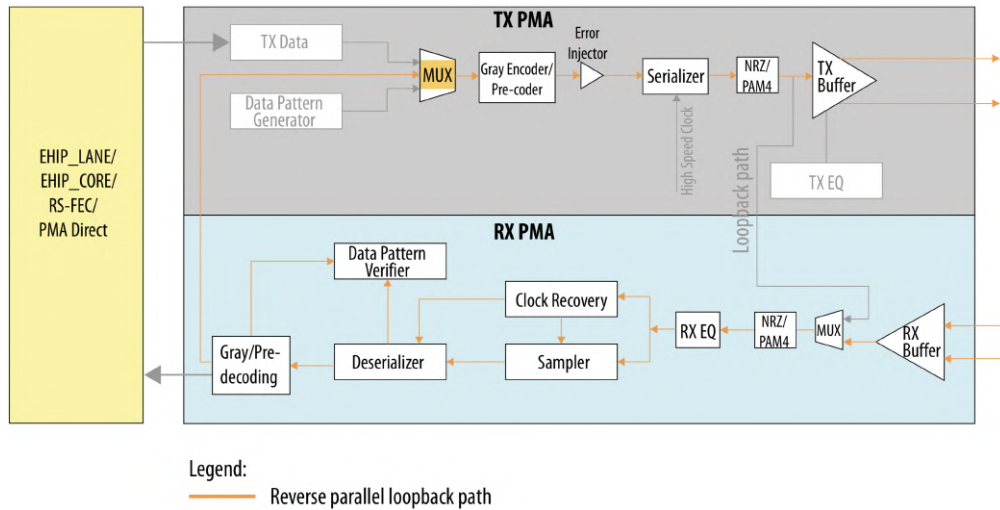 TX PMA
TX Data
Data Pattern
Generator
MUX
Gray Encoder/
Pre-coder
Error
Injector
Serializer
High Speed Clock
NRZ/
PAM4
TX
Buffer
TX EQ
Loopback path
EHIP_LANE/
EHIP_CORE/
RS-FEC/
PMA Direct
RX PMA
Data Pattern
Verifier
Clock Recovery
Gray/Pre-
decoding
Deserializer
Sampler
RX EQ
NRZ/
PAM4
MUX
RX
Buffer
Legend:
Reverse parallel loopback path